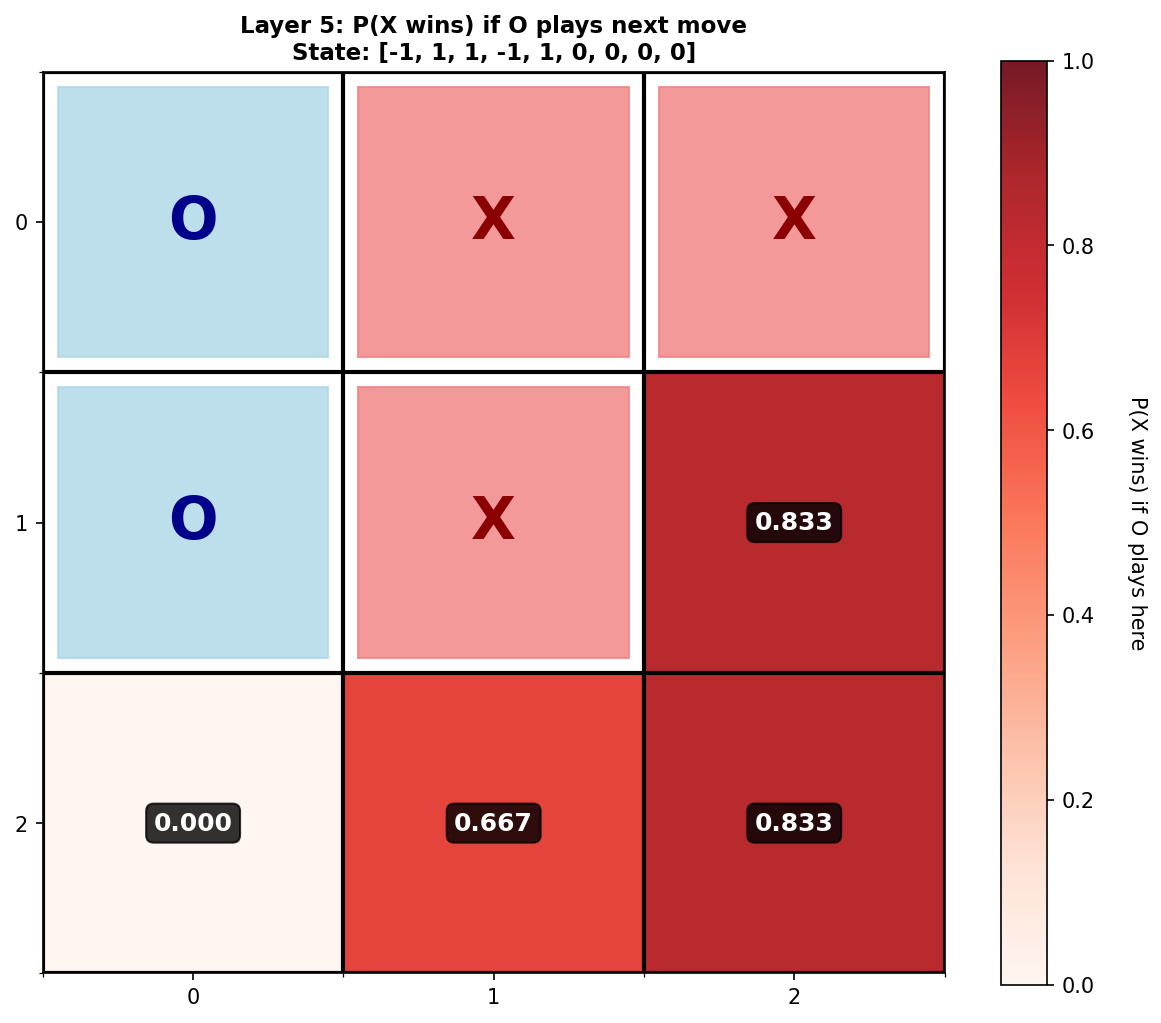 Layer 5: P(X wins) if O plays next move
State: [-1, 1, 1, -1, 1, 0, 0, 0, 0]
0
O
X
X
1
O
X
0.833
2
0.000
0.667
0.833
0
1
2
1.0
0.8
0.6
0.4
0.2
0.0
P(X wins) if O plays here